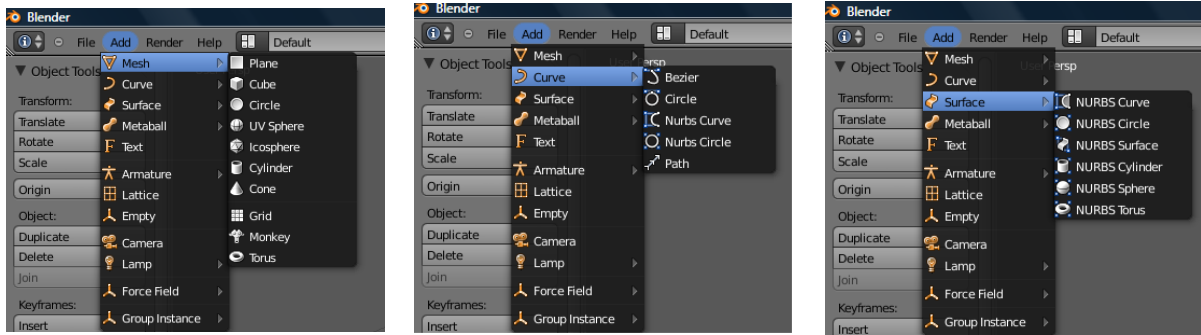 Blender
File Add Render Help Default
Object Tools
Transform:
Translate
Rotate
Scale
Origin
Object:
Duplicate
Delete
Join
Keyframes:
Insert
Mesh
Curve
Surface
Metaball
Text
Armature
Lattice
Empty
Camera
Lamp
Force Field
Group Instance
Plane
Cube
Circle
UV Sphere
Icosphere
Cylinder
Cone
Grid
Monkey
Torus
Blender
File Add Render Help Default
Object Tools
Transform:
Translate
Rotate
Scale
Origin
Object:
Duplicate
Delete
Join
Keyframes:
Insert
Mesh
Curve
Surface
Metaball
Text
Armature
Lattice
Empty
Camera
Lamp
Force Field
Group Instance
Bezier
Circle
Nurbs Curve
Nurbs Circle
Path
Blender
File Add Render Help Default
Object Tools
Transform:
Translate
Rotate
Scale
Origin
Object:
Duplicate
Delete
Join
Keyframes:
Insert
Mesh
Curve
Surface
Metaball
Text
Armature
Lattice
Empty
Camera
Lamp
Force Field
Group Instance
NURBS Curve
NURBS Circle
NURBS Surface
NURBS Cylinder
NURBS Sphere
NURBS Torus